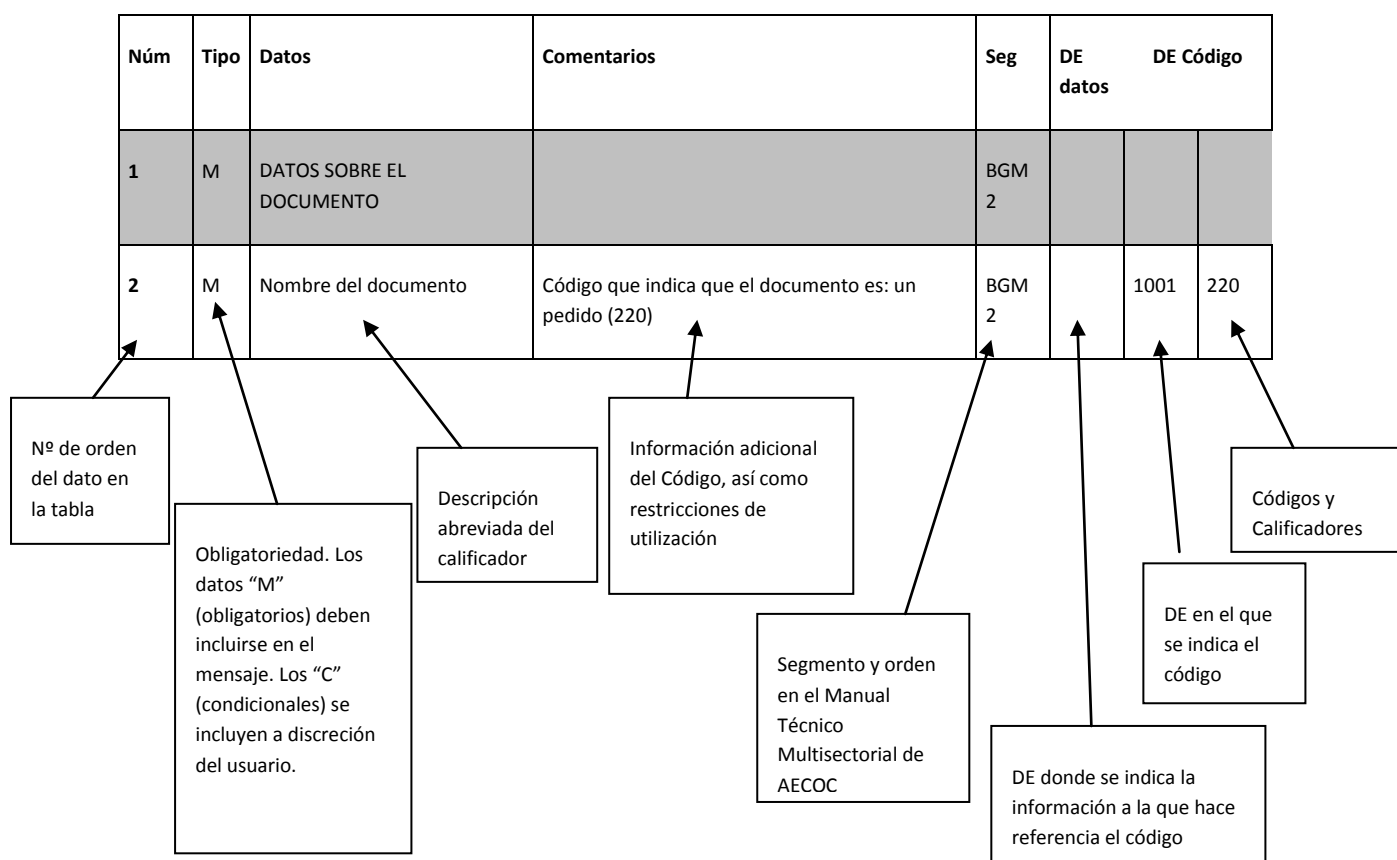 Núm Tipo Datos Comentarios Seg DE DE Código
datos
1 M DATOS SOBRE EL BGM
DOCUMENTO 2
2 M Nombre del documento Código que indica que el documento es: un BGM 1001 220
pedido (220) 2
Nº de orden
del dato en
la tabla
Obligatoriedad. Los
datos “M”
(obligatorios) deben
incluirse en el
mensaje. Los “C”
(condicionales) se
incluyen a discreción
del usuario.
Descripción
abreviada del
calificador
Información adicional
del Código, así como
restricciones de
utilización
Segmento y orden
en el Manual
Técnico
Multisectorial de
AECOC
DE donde se indica la
información a la que hace
referencia el código
DE en el que
se indica el
código
Códigos y
Calificadores